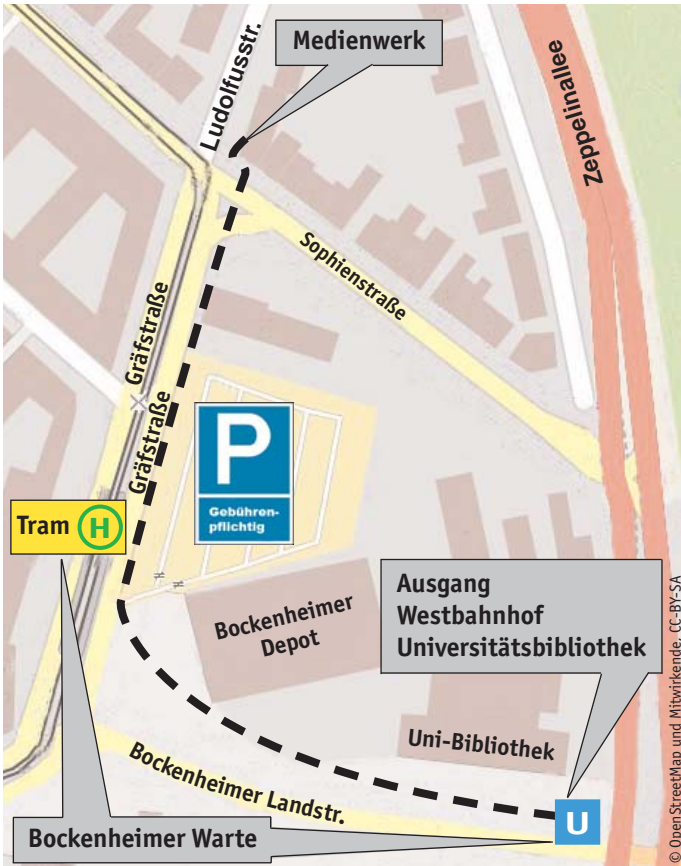 Medienwerk
Ludolfusstr.
Zeppelinallee
Sophienstraße
Gräfstraße
Gräfstraße
P
Gebühren-
pflichtig
Tram H
Bockenheimer
Depot
Ausgang
Westbahnhof
Universitätsbibliothek
Uni-Bibliothek
Bockenheimer Landstr.
U
Bockenheimer Warte
© OpenStreetMap und Mitwirkende, CC-BY-SA